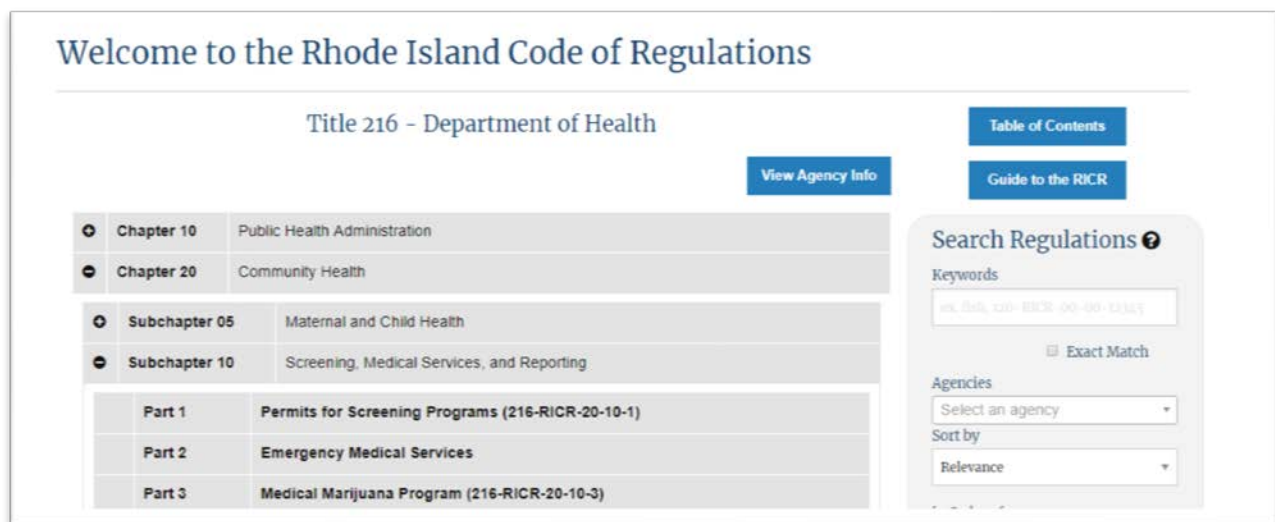 Welcome to the Rhode Island Code of Regulations
Title 216 - Department of Health
Table of Contents
View Agency Info
Guide to the RICR
Chapter 10 Public Health Administration
Chapter 20 Community Health
Subchapter 05 Maternal and Child Health
Subchapter 10 Screening, Medical Services, and Reporting
Part 1 Permits for Screening Programs (216-RICR-20-10-1)
Part 2 Emergency Medical Services
Part 3 Medical Marijuana Program (216-RICR-20-10-3)
Search Regulations
Keywords
Exact Match
Agencies
Select an agency
Sort by
Relevance